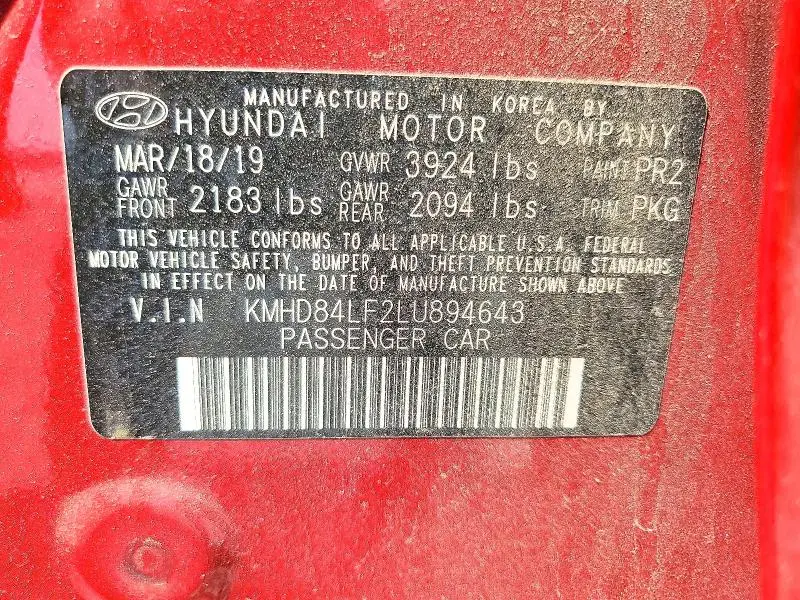 MANUFACTURED IN KOREA BY
HYUNDAI MOTOR COMPANY
MAR/18/19 GVWR 3924 lbs PAINT PR2
GAWR FRONT 2183 lbs GAWR REAR 2094 lbs TRIM PKG
THIS VEHICLE CONFORMS TO ALL APPLICABLE U.S.A. FEDERAL
MOTOR VEHICLE SAFETY, BUMPER, AND THEFT PREVENTION STANDARDS
IN EFFECT ON THE DATE OF MANUFACTURE SHOWN ABOVE
V.I.N KMHD84LF2LU894643
PASSENGER CAR